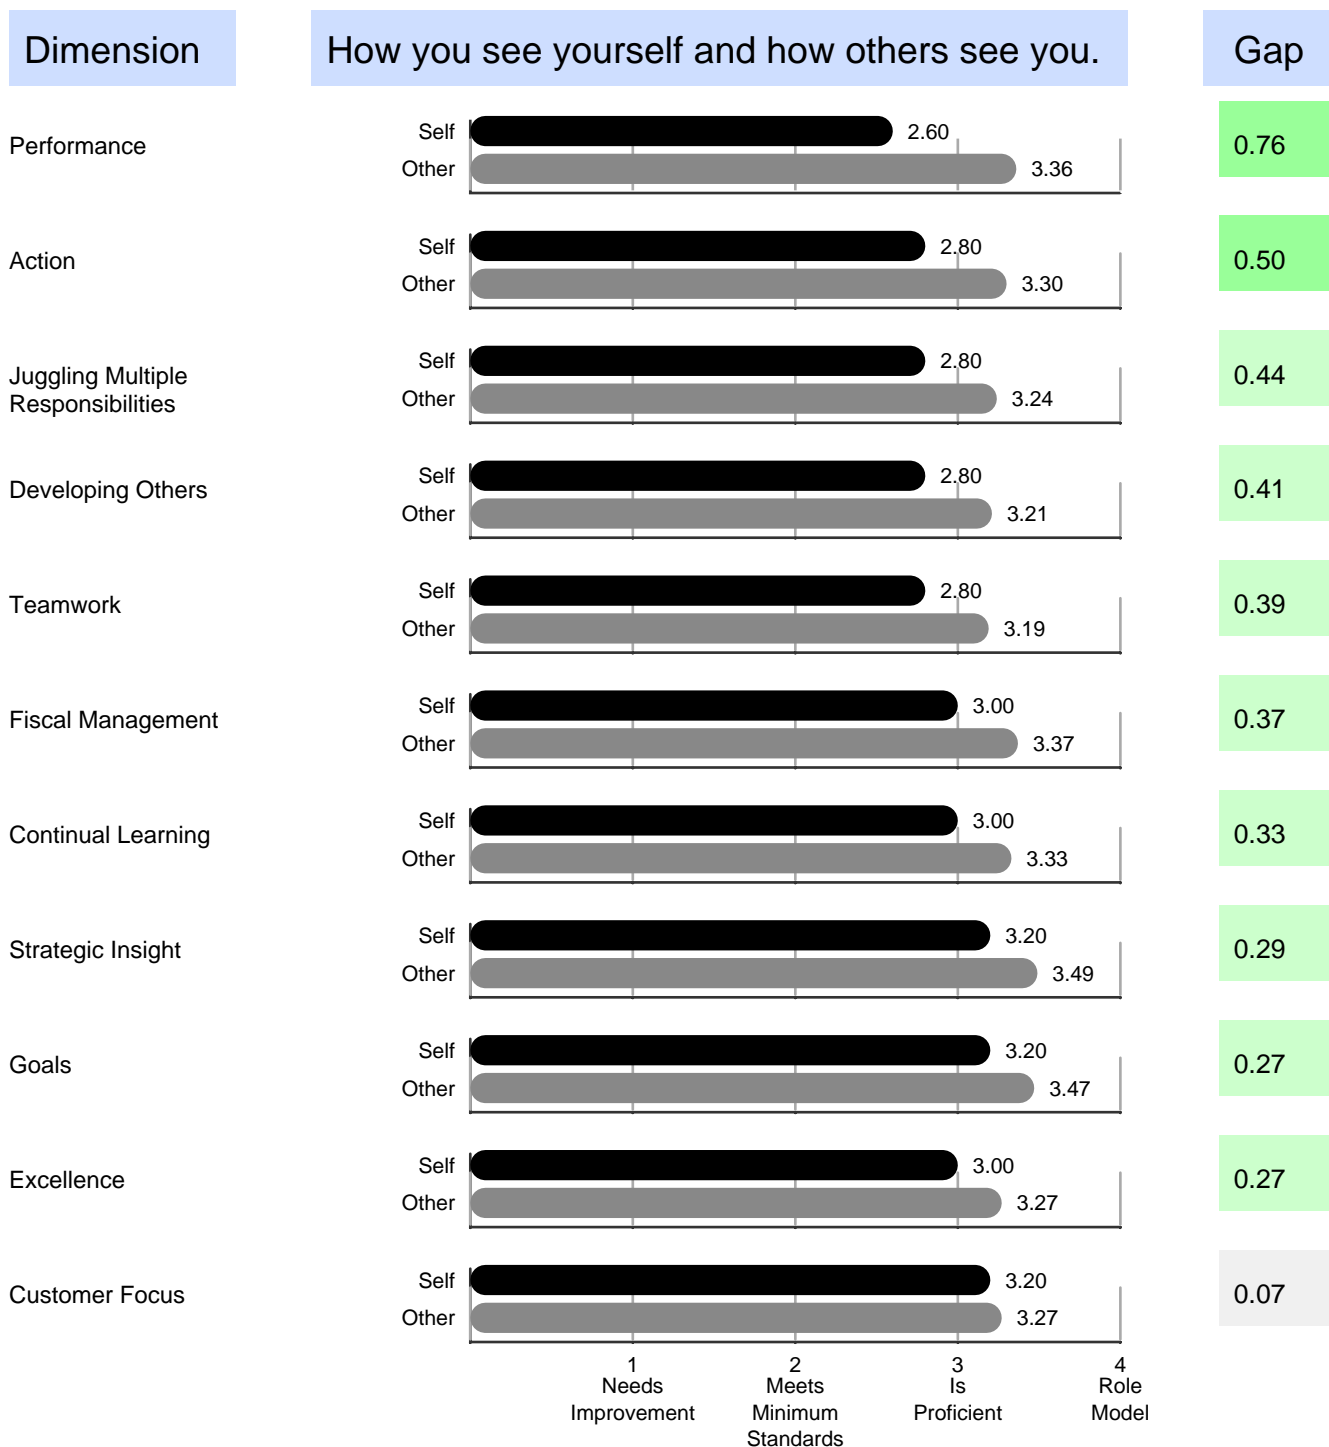 Dimension
How you see yourself and how others see you.
Gap
Performance
Self
2.60
Other
3.36
0.76
Action
Self
2.80
Other
3.30
0.50
Juggling Multiple
Responsibilities
Self
2.80
Other
3.24
0.44
Developing Others
Self
2.80
Other
3.21
0.41
Teamwork
Self
2.80
Other
3.19
0.39
Fiscal Management
Self
3.00
Other
3.37
0.37
Continual Learning
Self
3.00
Other
3.33
0.33
Strategic Insight
Self
3.20
Other
3.49
0.29
Goals
Self
3.20
Other
3.47
0.27
Excellence
Self
3.00
Other
3.27
0.27
Customer Focus
Self
3.20
Other
3.27
0.07
1
Needs
Improvement
2
Meets
Minimum
Standards
3
Is
Proficient
4
Role
Model